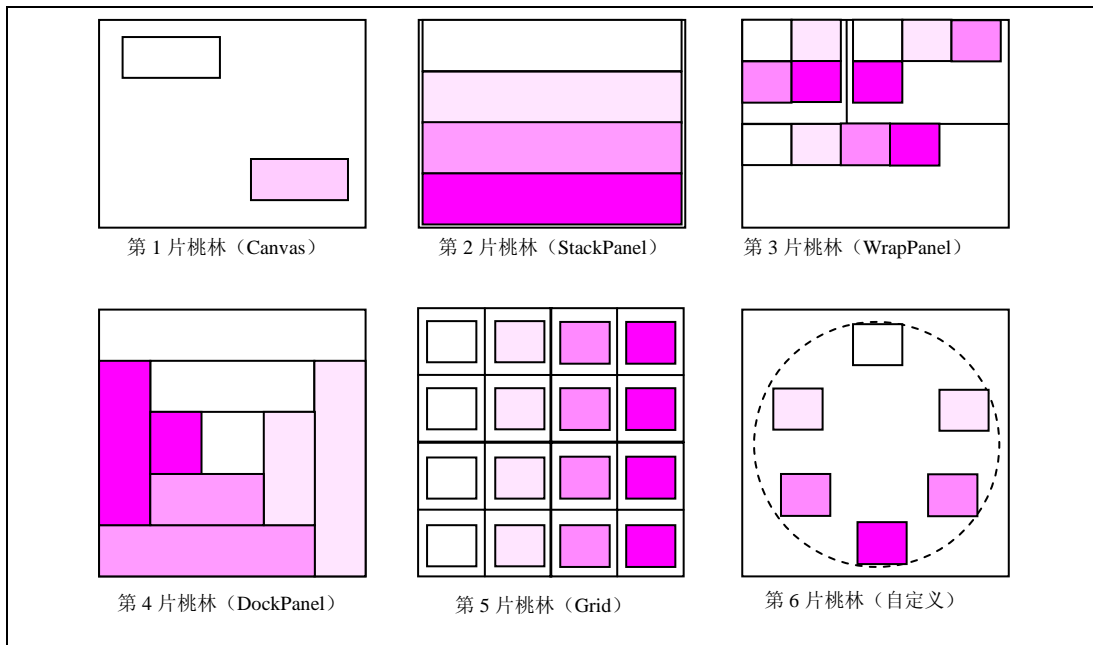 第 1 片桃林（Canvas）
第 2 片桃林（StackPanel）
第 3 片桃林（WrapPanel）
第 4 片桃林（DockPanel）
第 5 片桃林（Grid）
第 6 片桃林（自定义）